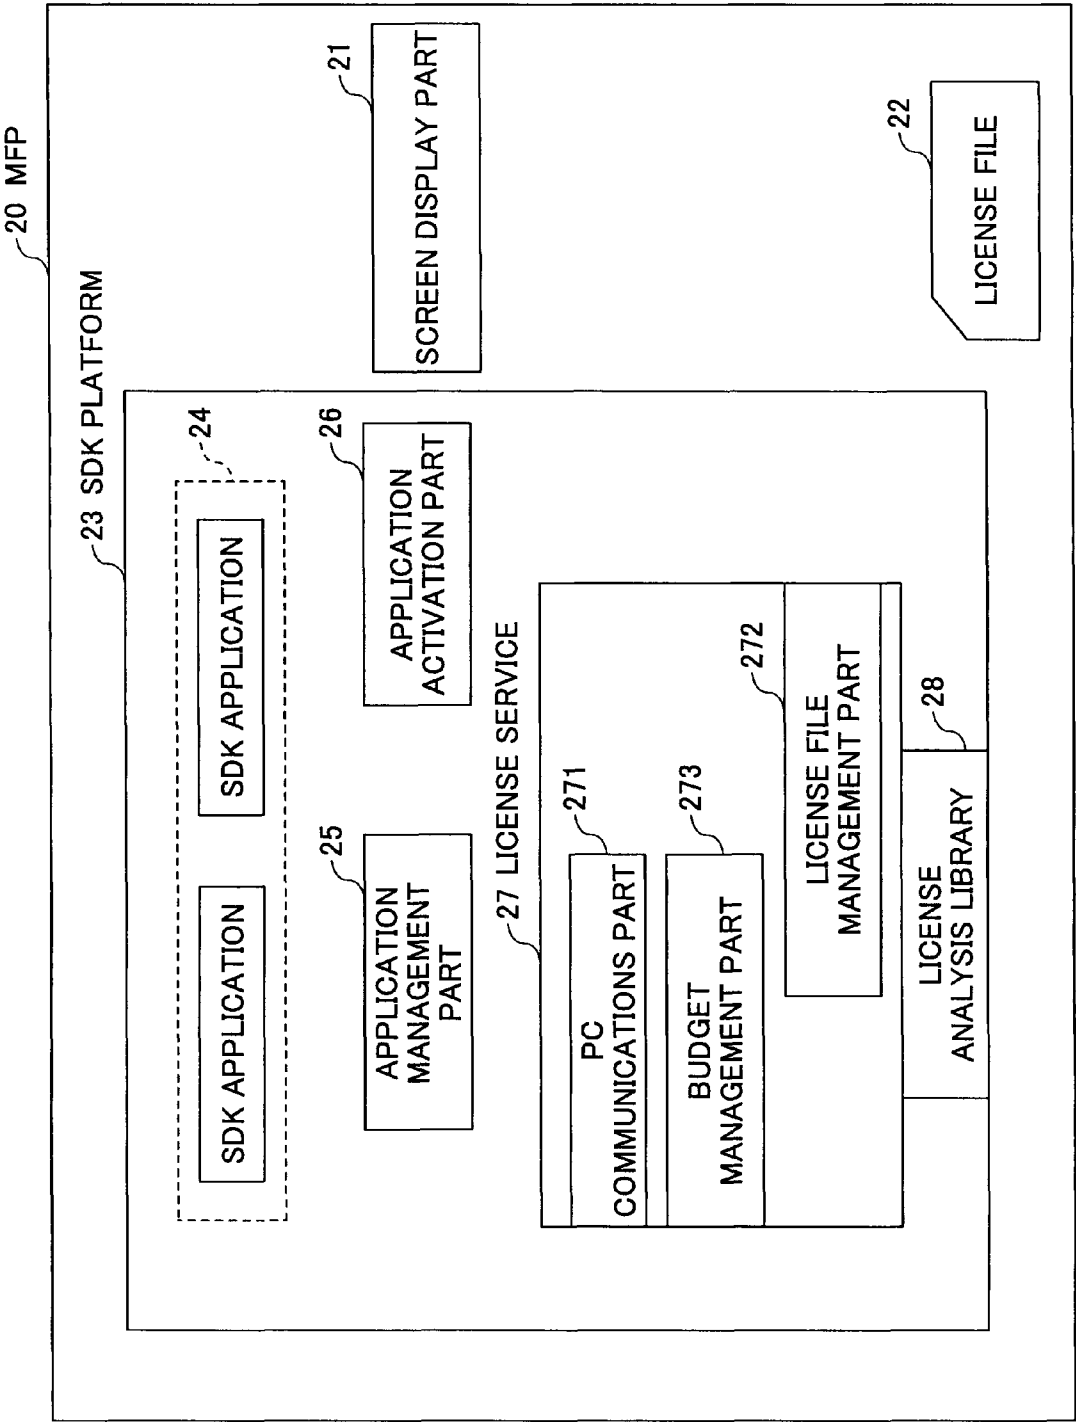 20 MFP
23 SDK PLATFORM
24
SDK APPLICATION
SDK APPLICATION
25
APPLICATION
MANAGEMENT
PART
26
APPLICATION
ACTIVATION PART
21
SCREEN DISPLAY PART
27 LICENSE SERVICE
271
PC
COMMUNICATIONS PART
273
BUDGET
MANAGEMENT PART
272
LICENSE FILE
MANAGEMENT PART
28
LICENSE
ANALYSIS LIBRARY
22
LICENSE FILE